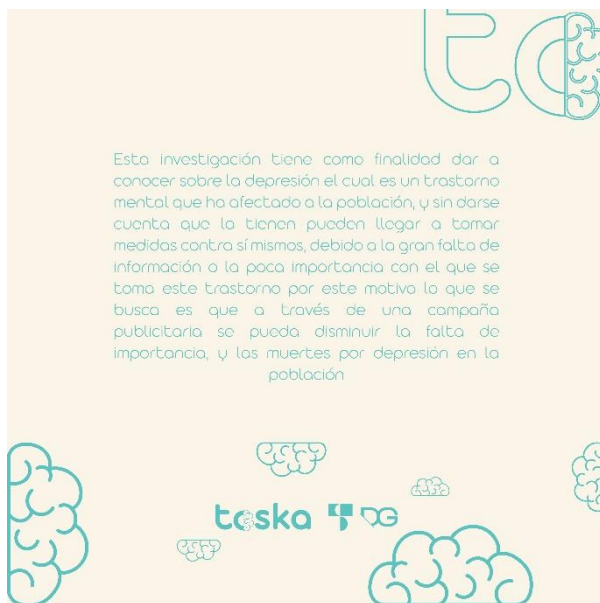 to
Esta investigación tiene como finalidad dar a
conocer sobre la depresión el cual es un trastorno
mental que ha afectado a la población, y sin darse
cuenta que la tienen pueden llegar a tomar
medidas contra sí mismos, debido a la gran falta de
información o la poca importancia con el que se
toma este trastorno por este motivo lo que se
busca es que a través de una campaña
publicitaria se pueda disminuir la falta de
importancia, y las muertes por depresión en la
población
toska DG